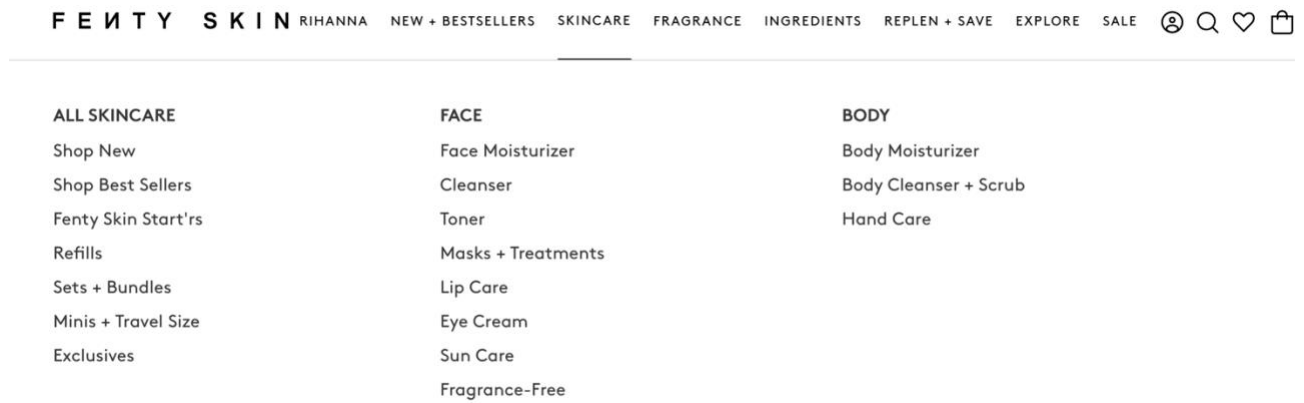 FENTY SKIN RIHANNA NEW + BESTSELLERS SKINCARE FRAGRANCE INGREDIENTS REPLEN + SAVE EXPLORE SALE
ALL SKINCARE
Shop New
Shop Best Sellers
Fenty Skin Start'rs
Refills
Sets + Bundles
Minis + Travel Size
Exclusives
FACE
Face Moisturizer
Cleanser
Toner
Masks + Treatments
Lip Care
Eye Cream
Sun Care
Fragrance-Free
BODY
Body Moisturizer
Body Cleanser + Scrub
Hand Care